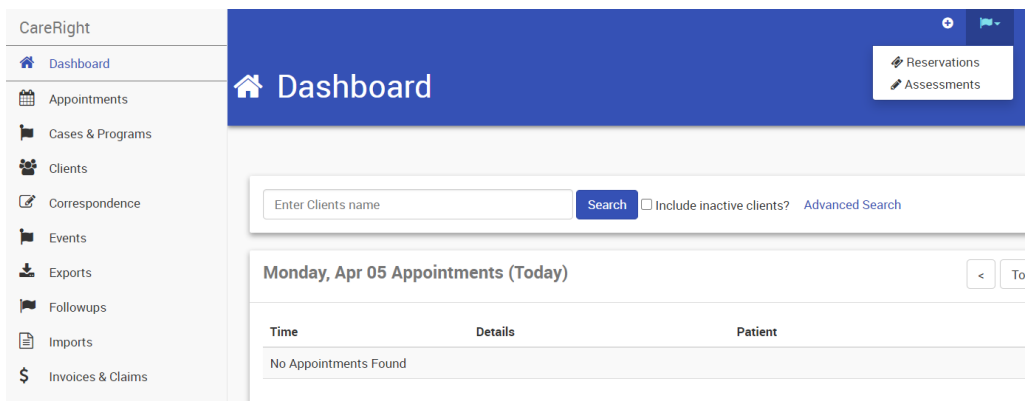 CareRight
Dashboard
Appointments
Cases & Programs
Clients
Correspondence
Events
Exports
Followups
Imports
Invoices & Claims
Reservations
Assessments
Dashboard
Enter Clients name
Search
Include inactive clients?
Advanced Search
Monday, Apr 05 Appointments (Today)
<
Time Details Patient
No Appointments Found